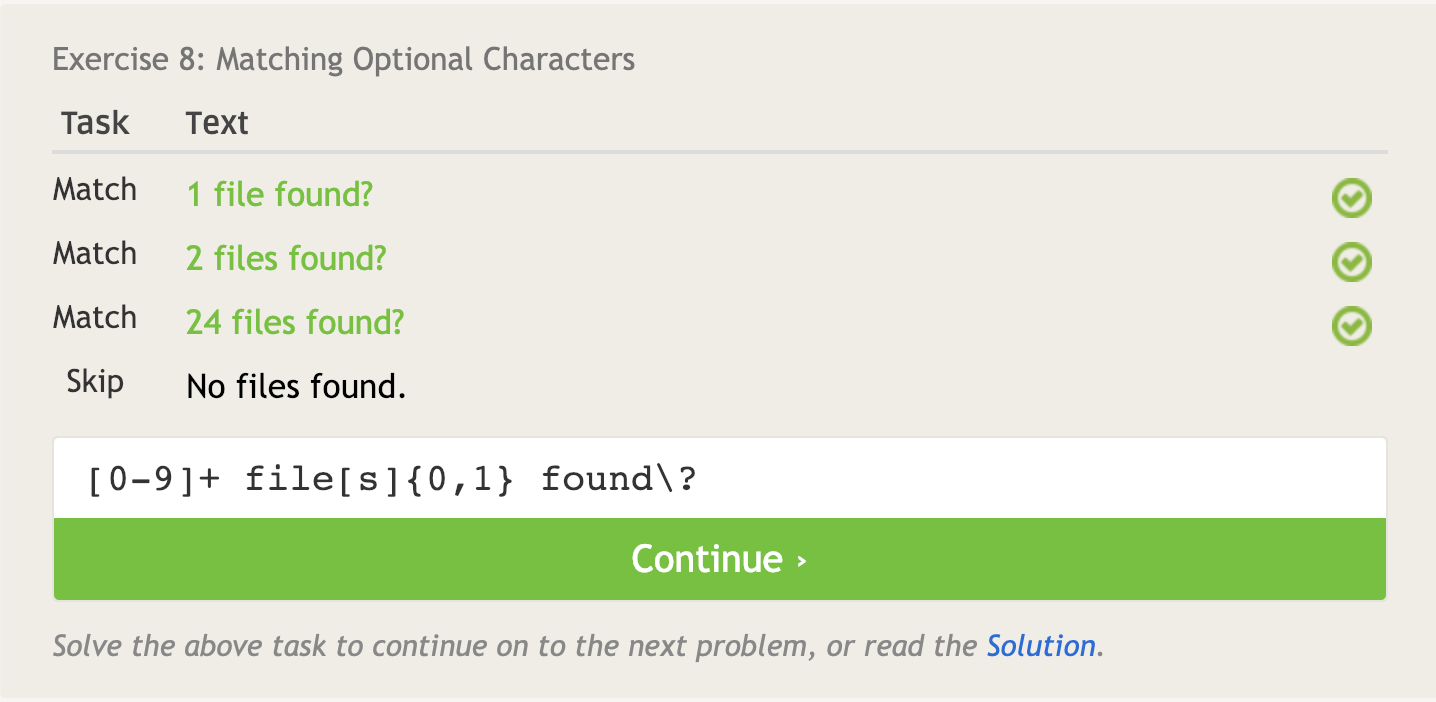 Exercise 8: Matching Optional Characters
Task Text
Match 1 file found?
Match 2 files found?
Match 24 files found?
Skip No files found.
[0-9]+ file[s]{0,1} found\?
Continue ›
Solve the above task to continue on to the next problem, or read the Solution.